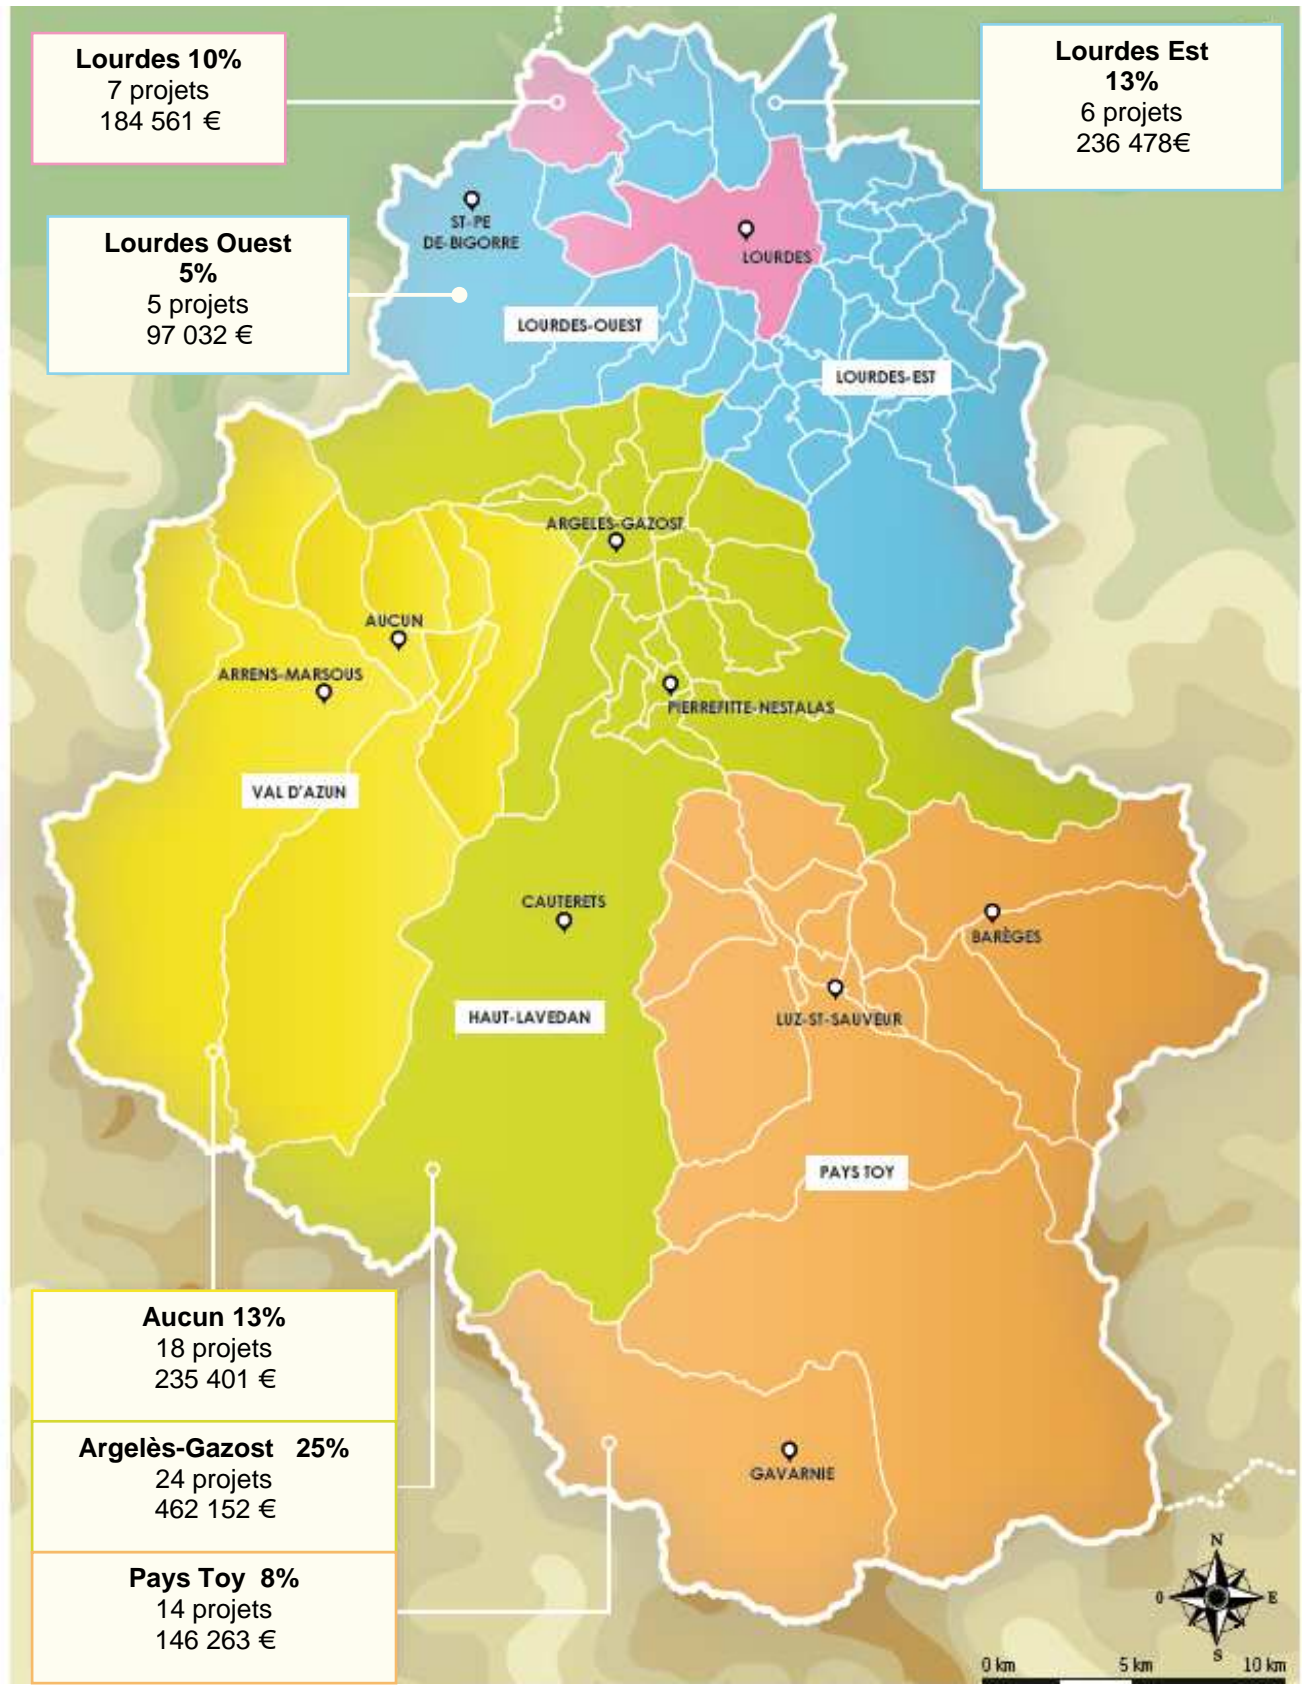 Lourdes 10%
7 projets
184 561 €
Lourdes Est
13%
6 projets
236 478€
Lourdes Ouest
5%
5 projets
97 032 €
ST-PE
DE-BIGORRE
LOURDES
LOURDES-OUEST
LOURDES-EST
ARGELES-GAZOST
AUCUN
ARRENS-MARSOUS
PIERREFITTE-NESTALAS
VAL D'AZUN
CAUTERETS
BARÈGES
HAUT-LAVEDAN
LUZ-ST-SAUVEUR
PAYS TOY
Aucun 13%
18 projets
235 401 €
Argelès-Gazost 25%
24 projets
462 152 €
Pays Toy 8%
14 projets
146 263 €
GAVARNIE
N
O E
S
0 km 5 km 10 km